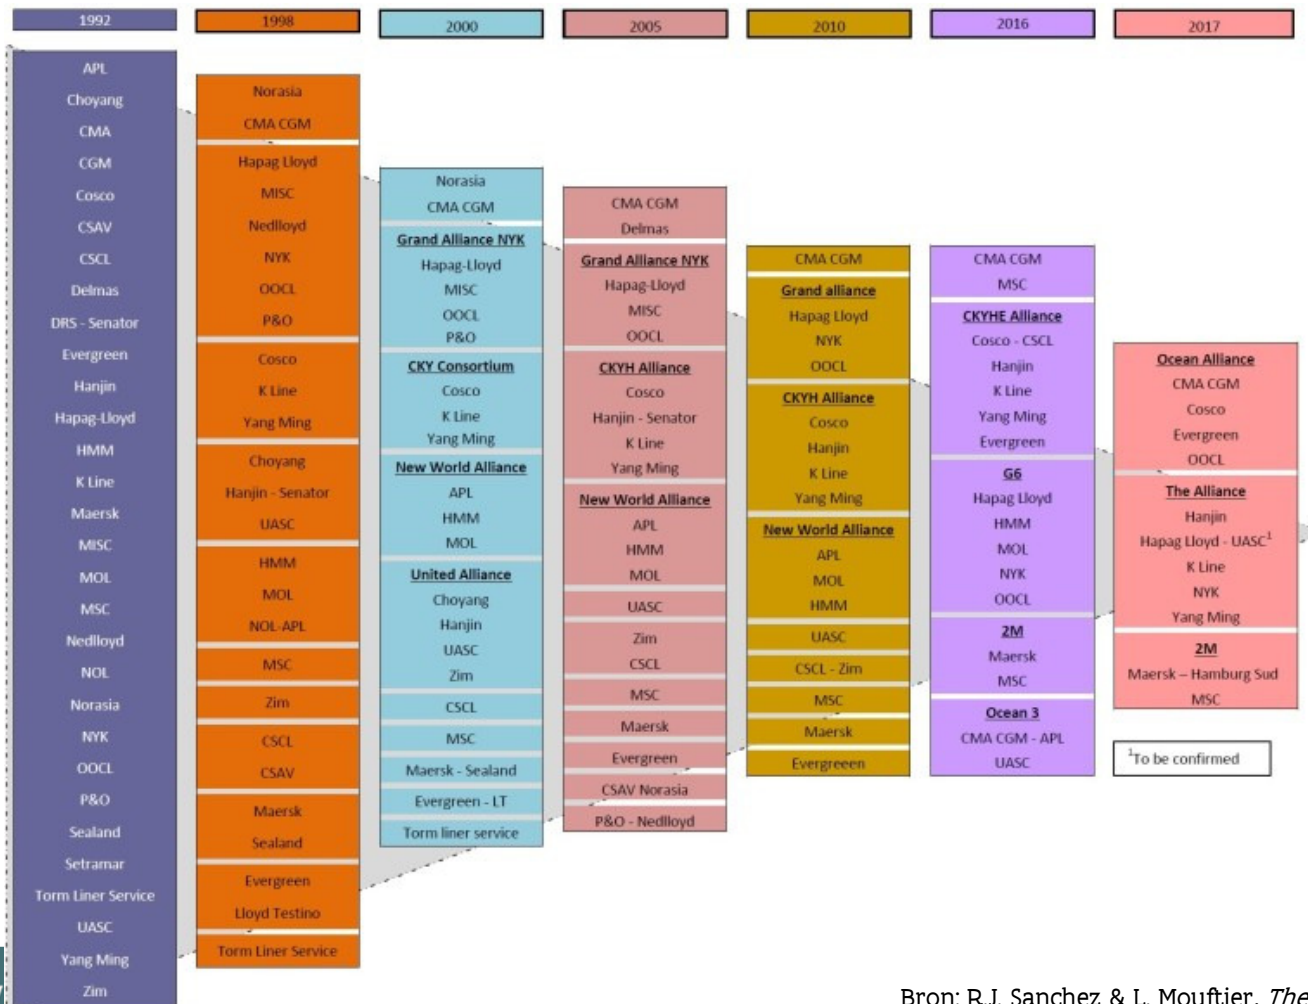 1992
APL
Choyang
CMA
CGM
Cosco
CSAV
CSCL
Delmas
DRS - Senator
Evergreen
Hanjin
Hapag-Lloyd
HMM
K Line
Maersk
MISC
MOL
MSC
Nedlloyd
NOL
Norasia
NYK
OOCL
P&O
Sealand
Setramar
Torm Liner Service
UASC
Yang Ming
Zim
1998
Norasia
CMA CGM
Hapag Lloyd
MISC
Nedlloyd
NYK
OOCL
P&O
Cosco
K Line
Yang Ming
Choyang
Hanjin - Senator
UASC
HMM
MOL
NOL-APL
MSC
Zim
CSCL
CSAV
Maersk
Sealand
Evergreen
Lloyd Testino
Torm Liner Service
2000
Norasia
CMA CGM
Grand Alliance NYK
Hapag-Lloyd
MISC
OOCL
P&O
CKY Consortium
Cosco
K Line
Yang Ming
New World Alliance
APL
HMM
MOL
United Alliance
Choyang
Hanjin
UASC
Zim
CSCL
MSC
Maersk - Sealand
Evergreen - LT
Torm liner service
2005
CMA CGM
Delmas
Grand Alliance NYK
Hapag-Lloyd
MISC
OOCL
CKYH Alliance
Cosco
Hanjin - Senator
K Line
Yang Ming
New World Alliance
APL
HMM
MOL
UASC
Zim
CSCL
MSC
Maersk
Evergreen
CSAV Norasia
P&O - Nedlloyd
2010
CMA CGM
Grand alliance
Hapag Lloyd
NYK
OOCL
CKYH Alliance
Cosco
Hanjin
K Line
Yang Ming
New World Alliance
APL
MOL
HMM
UASC
CSCL - Zim
MSC
Maersk
Evergreeen
2016
CMA CGM
MSC
CKYHE Alliance
Cosco - CSCL
Hanjin
K Line
Yang Ming
Evergreen
G6
Hapag Lloyd
HMM
MOL
NYK
OOCL
2M
Maersk
MSC
Ocean 3
CMA CGM - APL
UASC
2017
Ocean Alliance
CMA CGM
Cosco
Evergreen
OOCL
The Alliance
Hanjin
Hapag Lloyd - UASC¹
K Line
NYK
Yang Ming
2M
Maersk – Hamburg Sud
MSC
¹To be confirmed
Bron: R.J. Sanchez & L. Mouftier, The